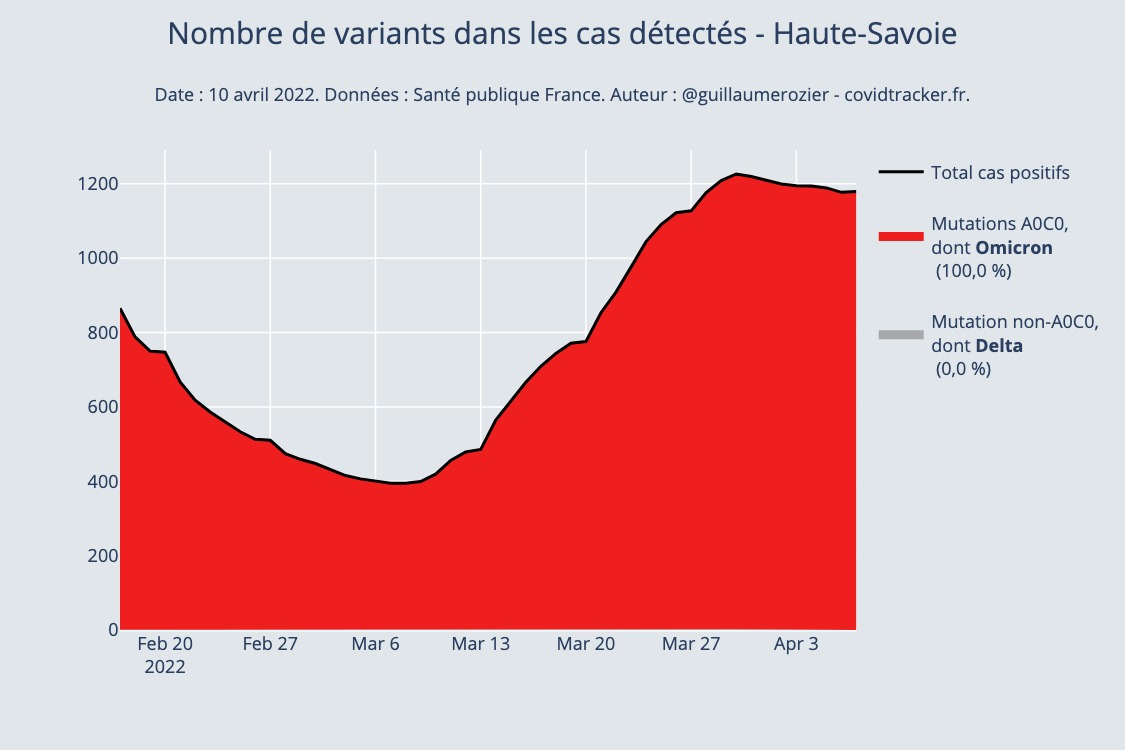 Nombre de variants dans les cas détectés - Haute-Savoie
Date : 10 avril 2022. Données : Santé publique France. Auteur : @guillaumerozier - covidtracker.fr.
1200
1000
800
600
400
200
0
Feb 20
2022
Feb 27
Mar 6
Mar 13
Mar 20
Mar 27
Apr 3
Total cas positifs
Mutations A0C0,
dont Omicron
(100,0 %)
Mutation non-A0C0,
dont Delta
(0,0 %)